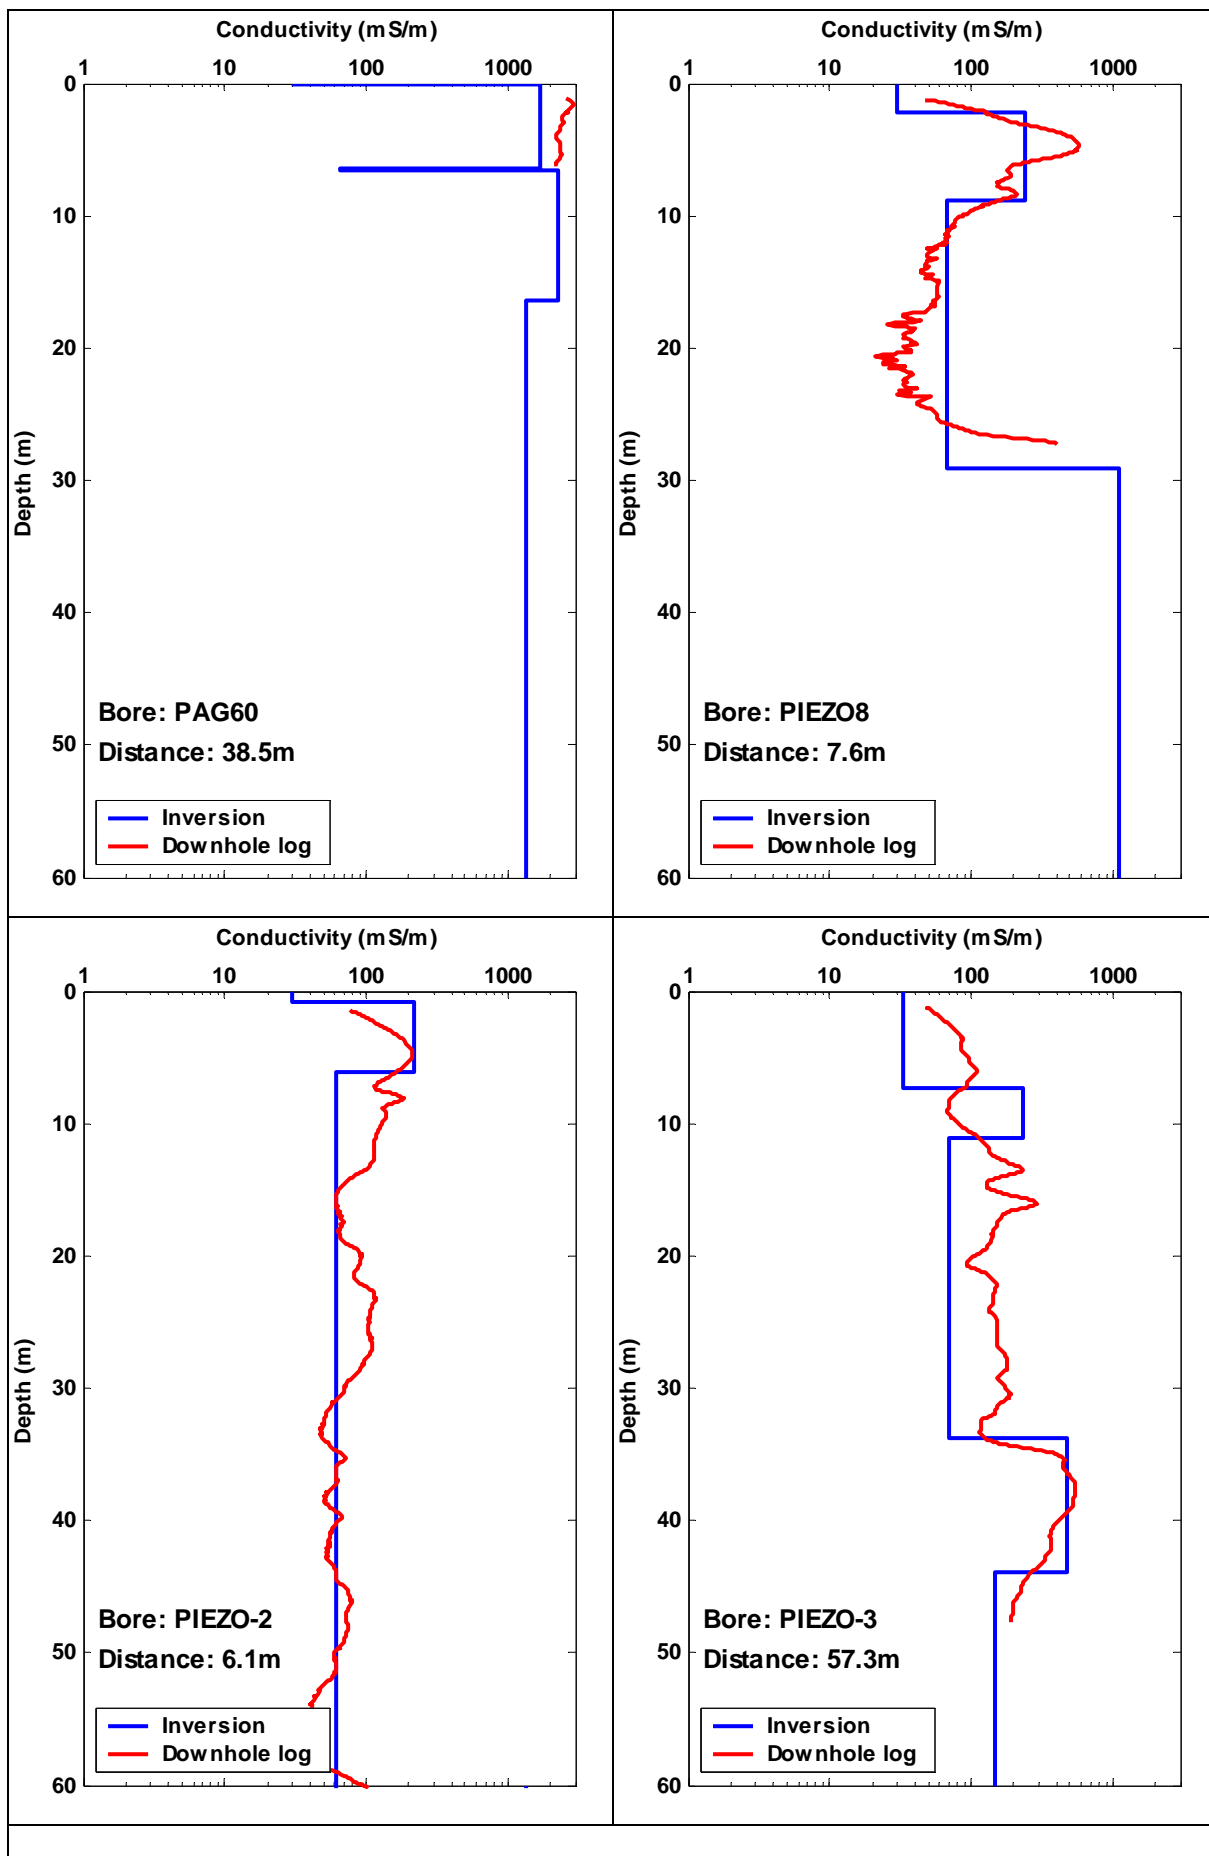 Conductivity (mS/m)
1 10 100 1000
0
10
20
30
40
50
60
Depth (m)
Bore: PAG60
Distance: 38.5m
Inversion
Downhole log
Conductivity (mS/m)
1 10 100 1000
0
10
20
30
40
50
60
Depth (m)
Bore: PIEZO8
Distance: 7.6m
Inversion
Downhole log
Conductivity (mS/m)
1 10 100 1000
0
10
20
30
40
50
60
Depth (m)
Bore: PIEZO-2
Distance: 6.1m
Inversion
Downhole log
Conductivity (mS/m)
1 10 100 1000
0
10
20
30
40
50
60
Depth (m)
Bore: PIEZO-3
Distance: 57.3m
Inversion
Downhole log